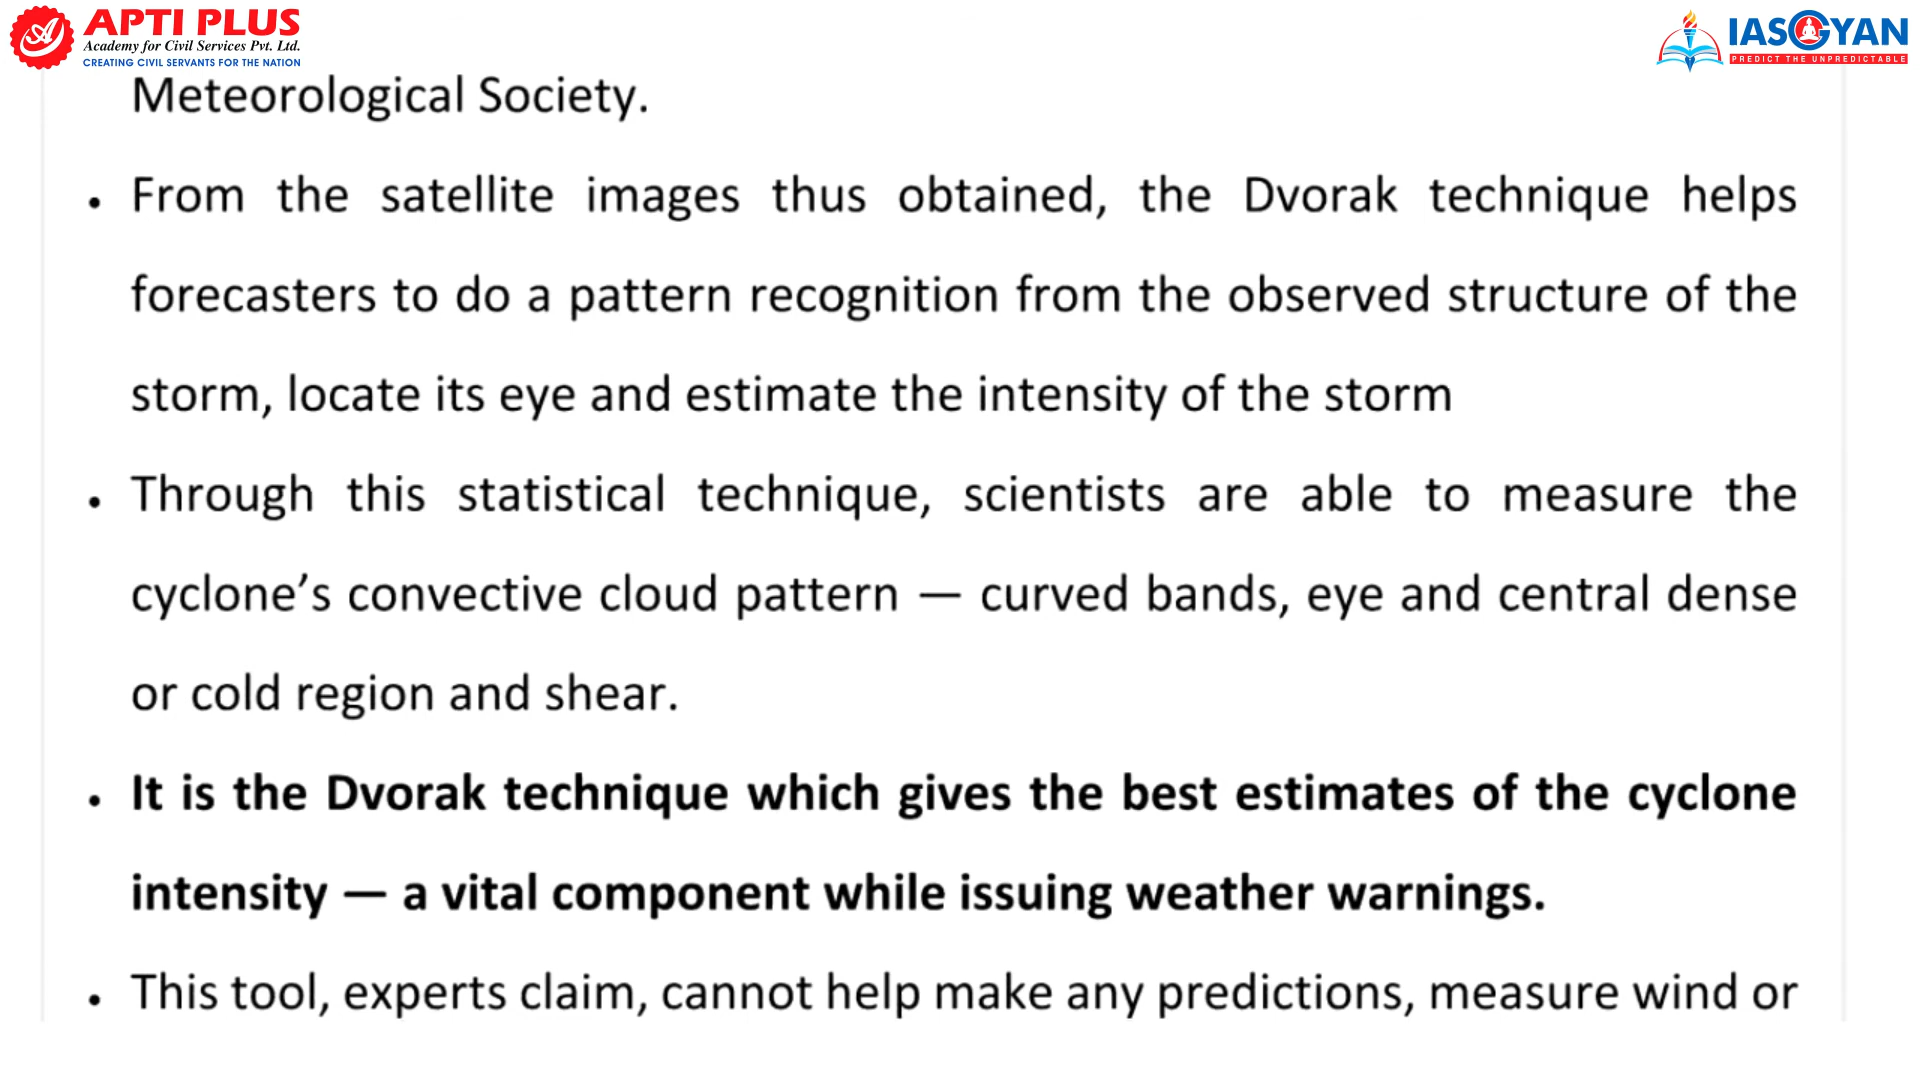 APTI PLUS
Academy for Civil Services Pvt. Ltd.
CREATING CIVIL SERVANTS FOR THE NATION
IASGYAN
PREDICT THE UNPREDICTABLE
Meteorological Society.
• From the satellite images thus obtained, the Dvorak technique helps
forecasters to do a pattern recognition from the observed structure of the
storm, locate its eye and estimate the intensity of the storm
• Through this statistical technique, scientists are able to measure the
cyclone’s convective cloud pattern — curved bands, eye and central dense
or cold region and shear.
• It is the Dvorak technique which gives the best estimates of the cyclone
intensity — a vital component while issuing weather warnings.
• This tool, experts claim, cannot help make any predictions, measure wind or